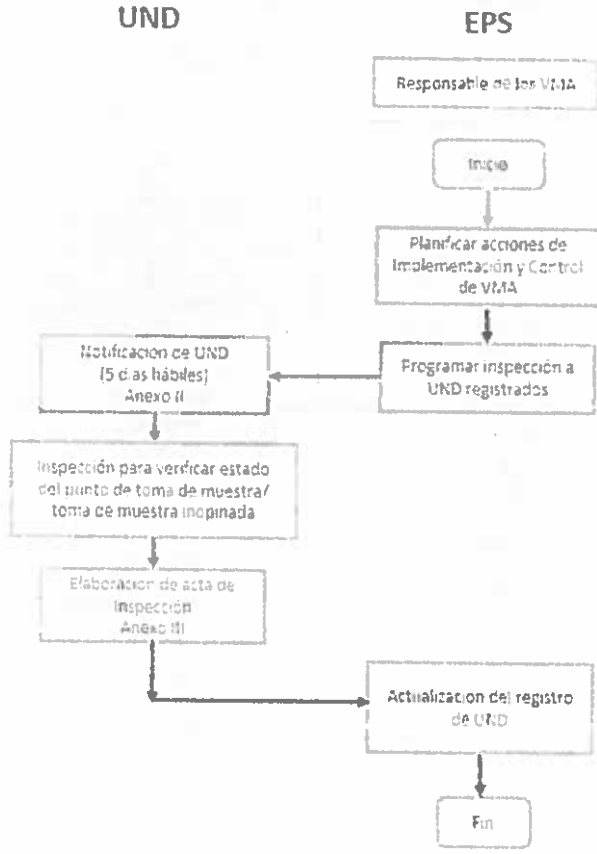 UND
EPS
Responsable de los VMA
Inicio
Planificar acciones de
Implementación y Control
de VMA
Notificación de UND
(5 días hábiles)
Anexo II
Programar inspección a
UND registrados
Inspección para verificar estado
del punto de toma de muestra/
toma de muestra inopinada
Elaboración de acta de
Inspección
Anexo III
Actualización del registro
de UND
Fin